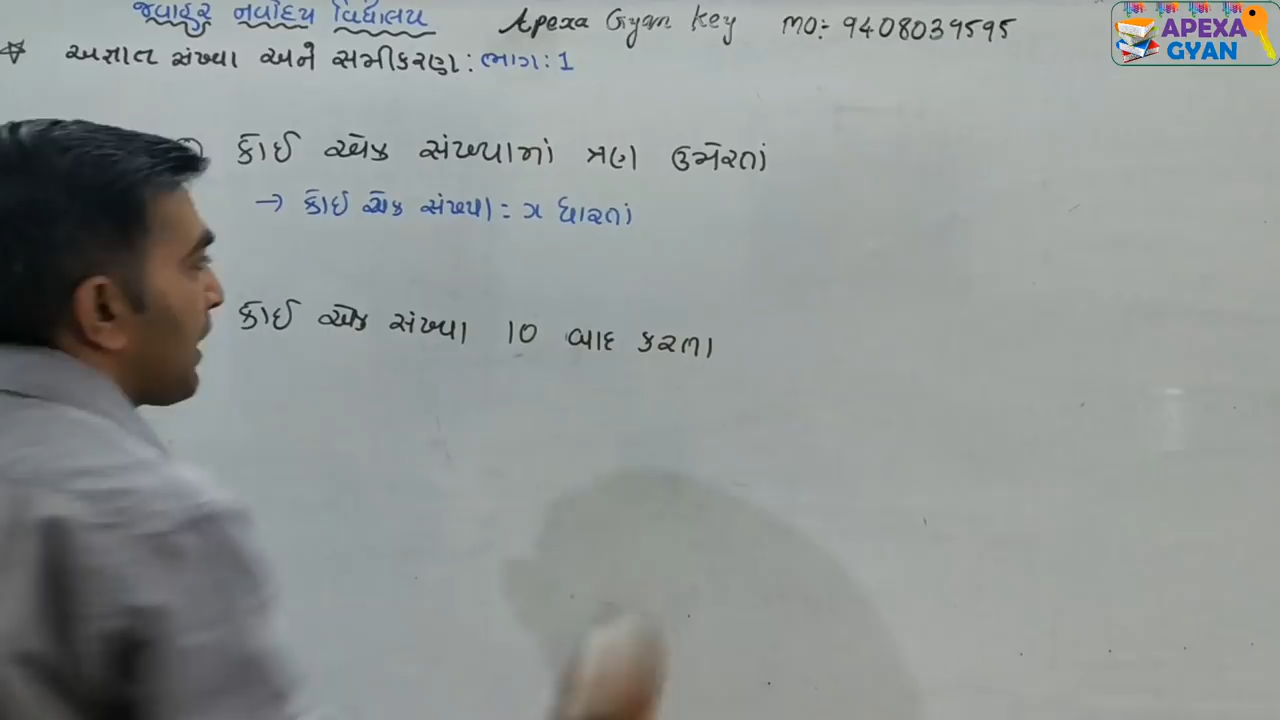 જવાહર નવોદય વિદ્યાલય Apexa Gyan Key MO:- 9408039595
APEXA GYAN
અજ્ઞાત સંખ્યા અને સમીકરણ: ભાગ: 1
કોઈ એક સંખ્યામાં ત્રણ ઉમેરતાં
→ કોઈ એક સંખ્યા = x ધારતાં
કોઈ એક સંખ્યા 10 બાદ કરતા